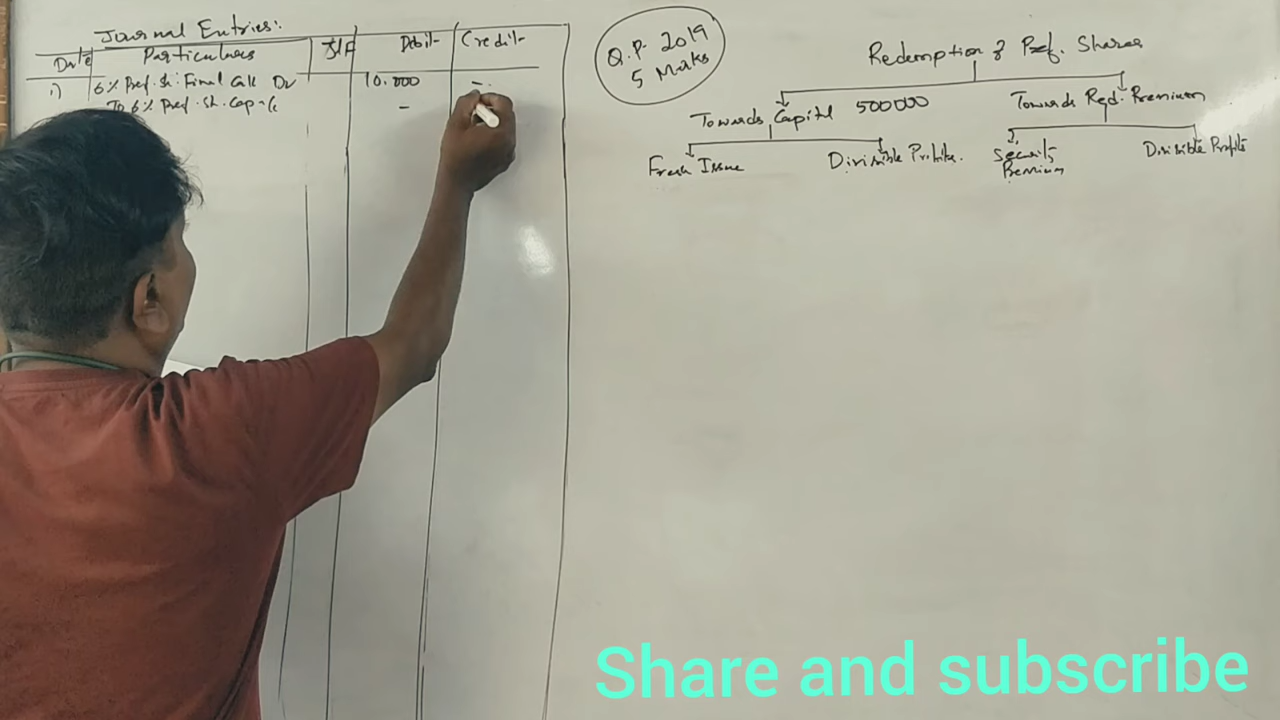 Journal Entries:
Date Particulars J/F Debit- Credit-
1) 6% Pref. Sh. Final Call Dr 10.000 -
To 6% Pref. Sh. Cap A/c -
Q.P. 2019
5 Marks
Redemption of Pref. Shares
Towards Capital 500000 Towards Red. Premium
Fresh Issue Divisible Profits. Security Premium Divisible Profits
Share and subscribe